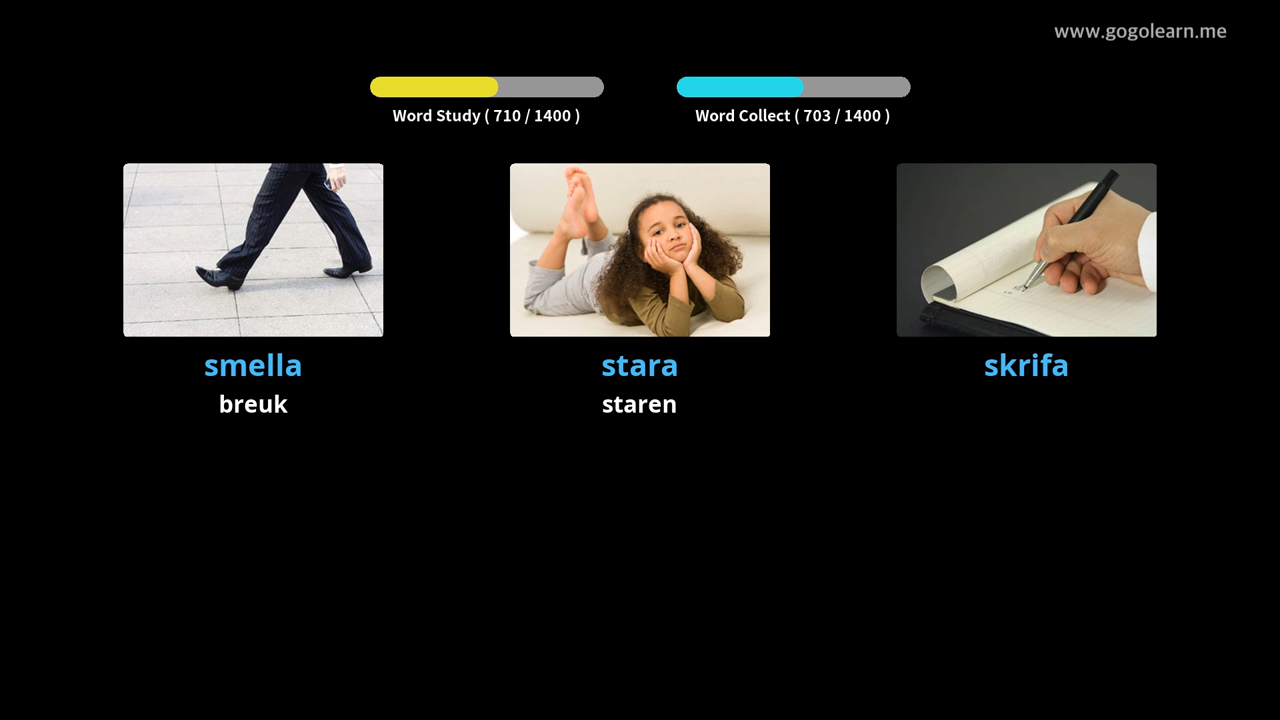 www.gogolearn.me
Word Study ( 710 / 1400 )
Word Collect ( 703 / 1400 )
smella
stara
skrifa
breuk
staren